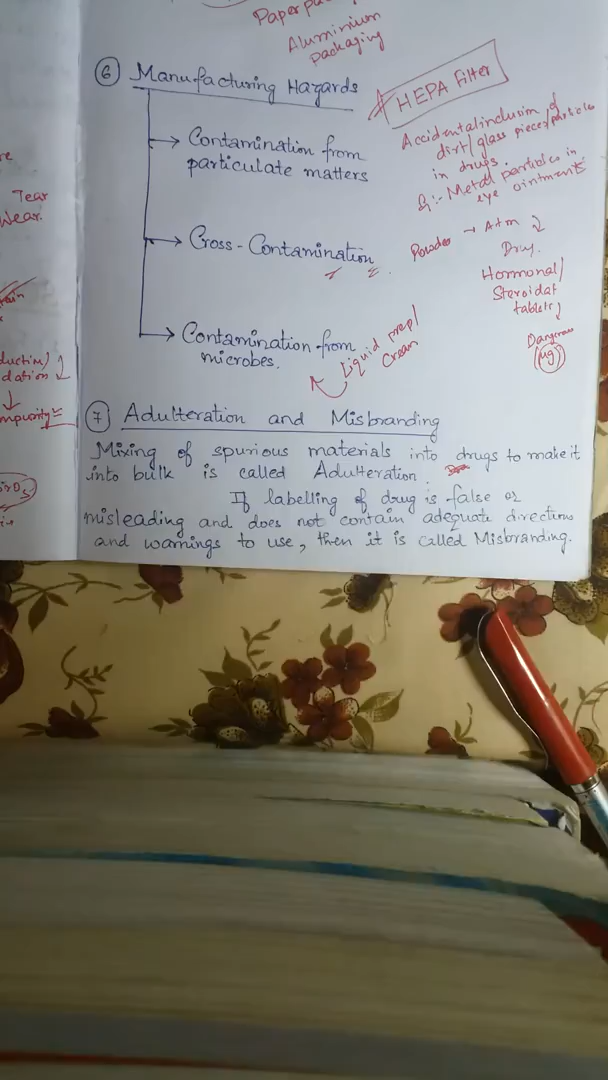 Paper pa
Aluminium
packaging
6 Manufacturing Hazards
HEPA Filter
Contamination from
particulate matters
Accidental inclusion of
dirt/glass pieces/particles
in drugs.
Eg:- Metal particles in
eye ointments
Cross-Contamination
Powder → Atm
Drug.
Hormonal/
Steroidal
tablets
Dangerous
(μg)
Contamination from
microbes.
Liquid prep/
Cream
7 Adulteration and Misbranding
Mixing of spurious materials into drugs to make it
into bulk is called Adulteration.
If labelling of drug is false or
misleading and does not contain adequate directions
and warnings to use, then it is called Misbranding.
re
Tear
Wear.
duction/
dation
mpurity